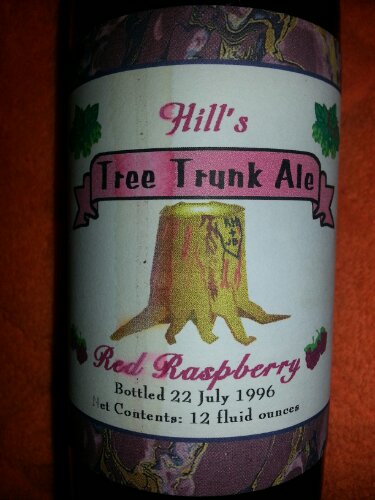 Hill's
Tree Trunk Ale
Red Raspberry
Bottled 22 July 1996
Net Contents: 12 fluid ounces